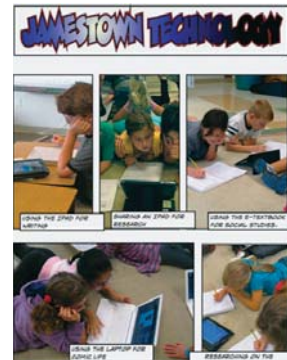 JAMESTOWN TECHNOLOGY
USING THE IPAD FOR
WRITING
SHARING AN IPAD FOR
RESEARCH
USING THE E-TEXTBOOK
FOR SOCIAL STUDIES.
USING THE LAPTOP FOR
COMIC LIFE
RESEARCHING ON THE